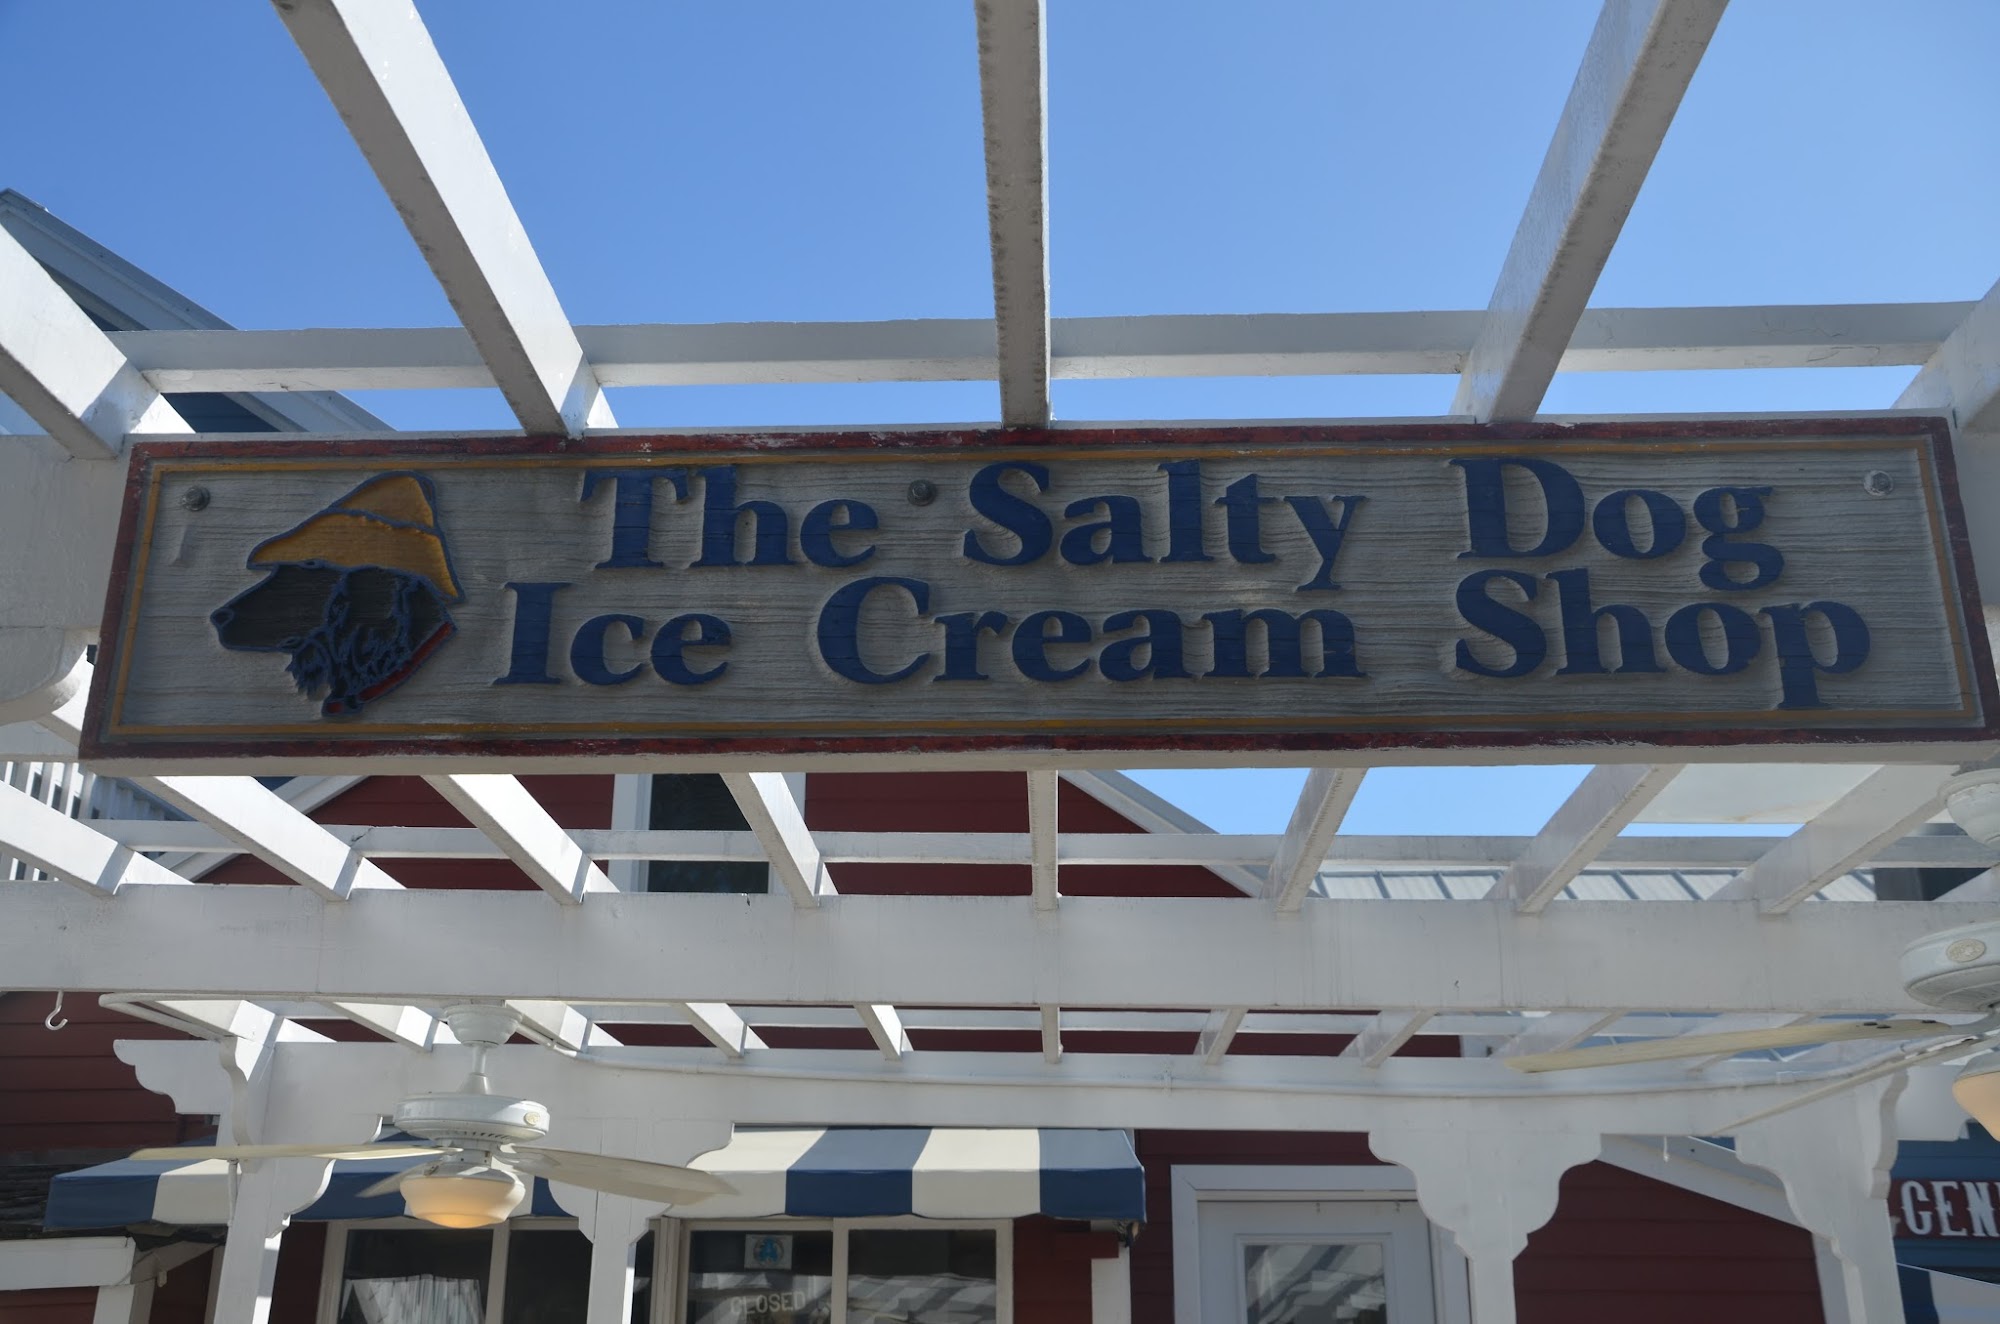 The Salty Dog
Ice Cream Shop
CLOSED